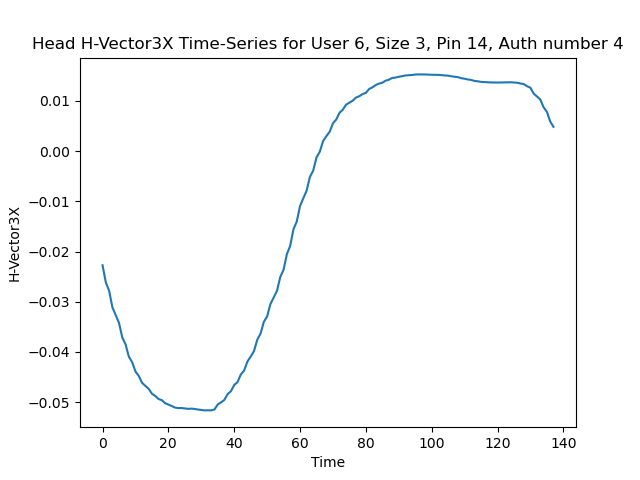 Head H-Vector3X Time-Series for User 6, Size 3, Pin 14, Auth number 4
0.01
0.00
−0.01
−0.02
−0.03
−0.04
−0.05
H-Vector3X
0 20 40 60 80 100 120 140
Time